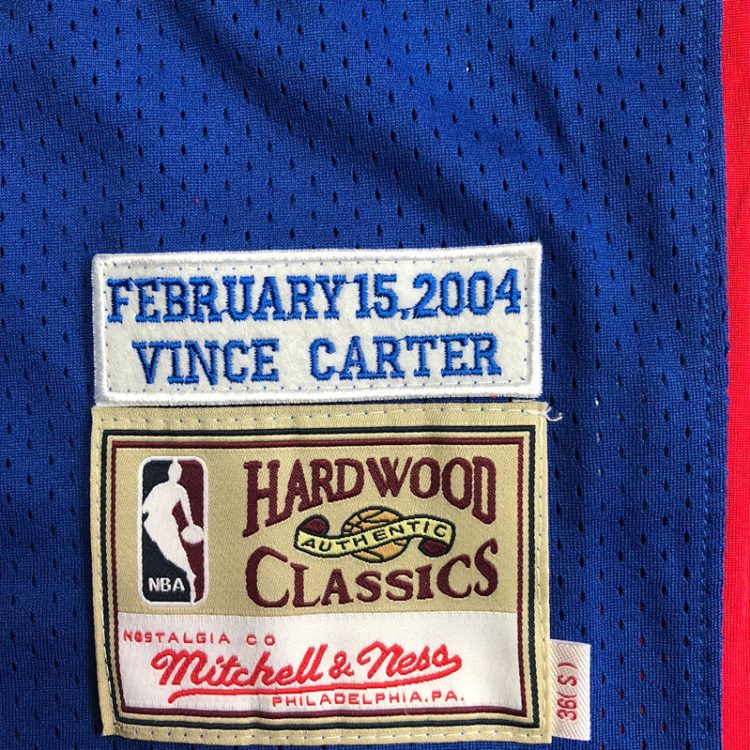 FEBRUARY 15, 2004
VINCE CARTER
HARDWOOD
AUTHENTIC
CLASSICS
NBA
NOSTALGIA CO
Mitchell & Ness
PHILADELPHIA, PA.
36(S)